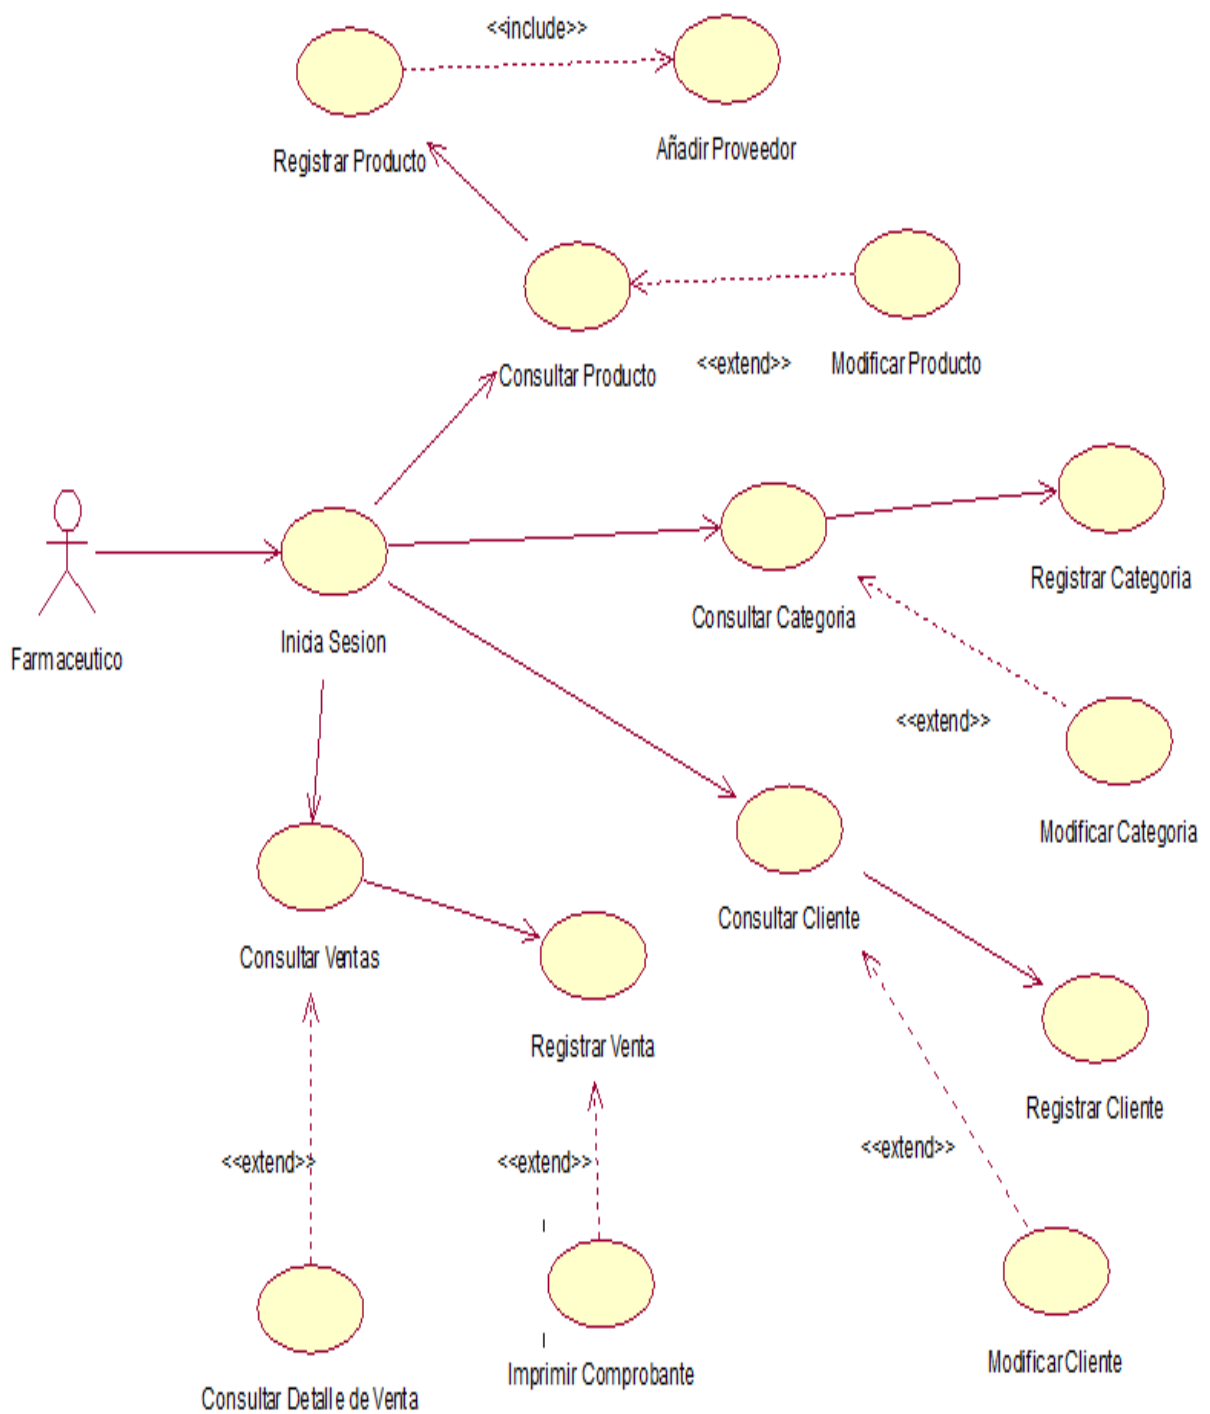 <<include>>
Registrar Producto
Añadir Proveedor
Consultar Producto
<<extend>>
Modificar Producto
Registrar Categoria
Consultar Categoria
Inicia Sesion
Farmaceutico
<<extend>>
Modificar Categoria
Consultar Cliente
Consultar Ventas
Registrar Venta
Registrar Cliente
<<extend>>
<<extend>>
<<extend>>
Modificar Cliente
Imprimir Comprobante
Consultar Detalle de Venta